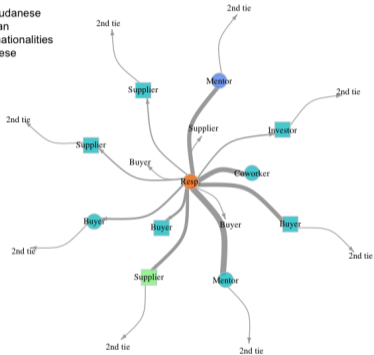 udanese
an
ationalities
ese
2nd tie
2nd tie
Mentor
Supplier
2nd tie
2nd tie
Supplier
Investor
Supplier
Buyer
Coworker
Resp.
Buyer
Buyer
Buyer
Buyer
2nd tie
2nd tie
Supplier
Mentor
2nd tie
2nd tie